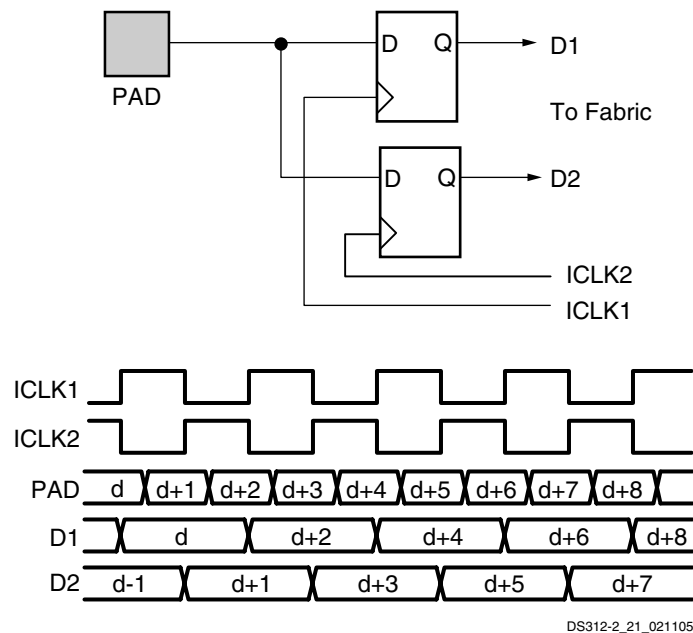 D Q D1
PAD
To Fabric
D Q D2
ICLK2
ICLK1
ICLK1
ICLK2
PAD d d+1 d+2 d+3 d+4 d+5 d+6 d+7 d+8
D1 d d+2 d+4 d+6 d+8
D2 d-1 d+1 d+3 d+5 d+7
DS312-2_21_021105